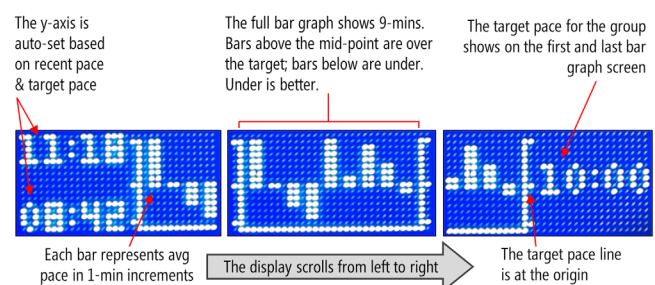 The y-axis is
auto-set based
on recent pace
& target pace
The full bar graph shows 9-mins.
Bars above the mid-point are over
the target; bars below are under.
Under is better.
The target pace for the group
shows on the first and last bar
graph screen
11:18
08:42
10:00
Each bar represents avg
pace in 1-min increments
The display scrolls from left to right
The target pace line
is at the origin